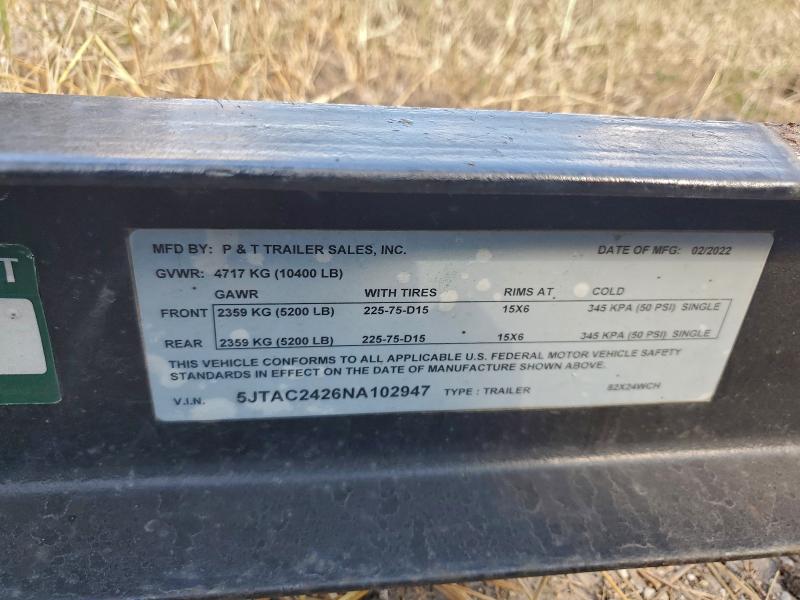 T
MFD BY: P & T TRAILER SALES, INC. DATE OF MFG: 02/2022
GVWR: 4717 KG (10400 LB)
GAWR WITH TIRES RIMS AT COLD
FRONT 2359 KG (5200 LB) 225-75-D15 15X6 345 KPA (50 PSI) SINGLE
REAR 2359 KG (5200 LB) 225-75-D15 15X6 345 KPA (50 PSI) SINGLE
THIS VEHICLE CONFORMS TO ALL APPLICABLE U.S. FEDERAL MOTOR VEHICLE SAFETY
STANDARDS IN EFFECT ON THE DATE OF MANUFACTURE SHOWN ABOVE.
V.I.N. 5JTAC2426NA102947 TYPE: TRAILER 82X24WCH